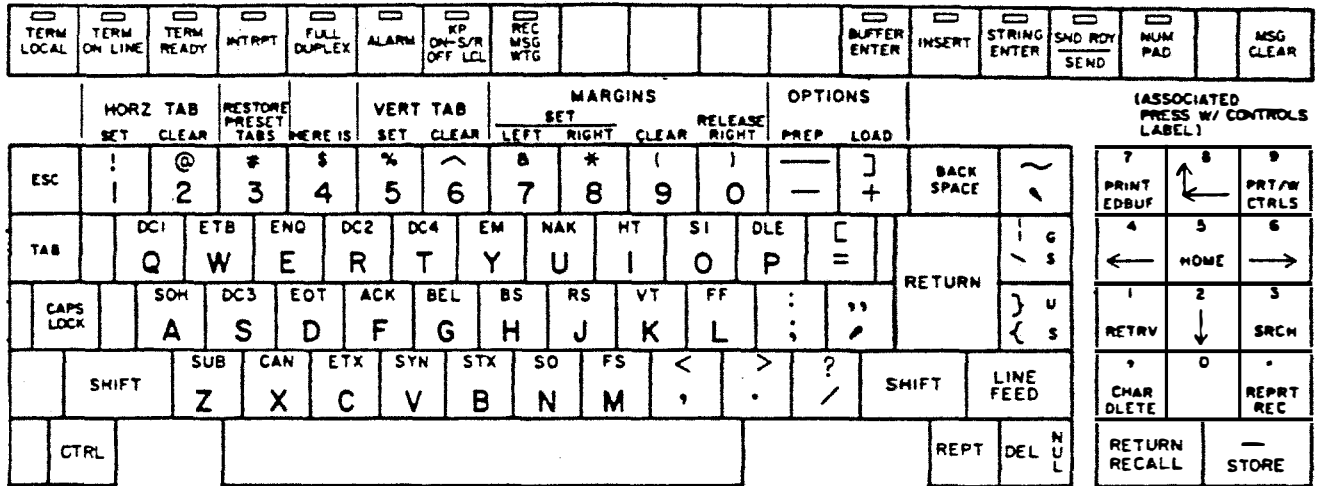 TERM LOCAL
TERM ON LINE
TERM READY
INTRPT
FULL DUPLEX
ALARM
KP ON-S/R OFF LCL
REC MSG WTG
BUFFER ENTER
INSERT
STRING ENTER
SND RDY SEND
NUM PAD
MSG CLEAR
HORZ TAB
SET CLEAR
RESTORE PRESET TABS
HERE IS
VERT TAB
SET CLEAR
MARGINS
SET
LEFT RIGHT
CLEAR
RELEASE RIGHT
OPTIONS
PREP LOAD
(ASSOCIATED
PRESS W/ CONTROLS
LABEL)
ESC
! 1
@ 2
# 3
$ 4
% 5
^ 6
& 7
* 8
( 9
) 0
— -
] +
BACK SPACE
~ `
TAB
DC1 Q
ETB W
ENQ E
DC2 R
DC4 T
EM Y
NAK U
HT I
SI O
DLE P
[ =
RETURN
¦ \ G S
CAPS LOCK
SOH A
DC3 S
EOT D
ACK F
BEL G
BS H
RS J
VT K
FF L
: ;
" '
} { U S
SHIFT
SUB Z
CAN X
ETX C
SYN V
STX B
SO N
FS M
< ,
> .
? /
SHIFT
LINE FEED
CTRL
REPT
DEL NUL
7 PRINT EDBUF
8
9 PRT/W CTRLS
4 ←
5 HOME
6 →
1 RETRV
2 ↓
3 SRCH
, CHAR DLETE
0
. REPRT REC
RETURN RECALL
— STORE